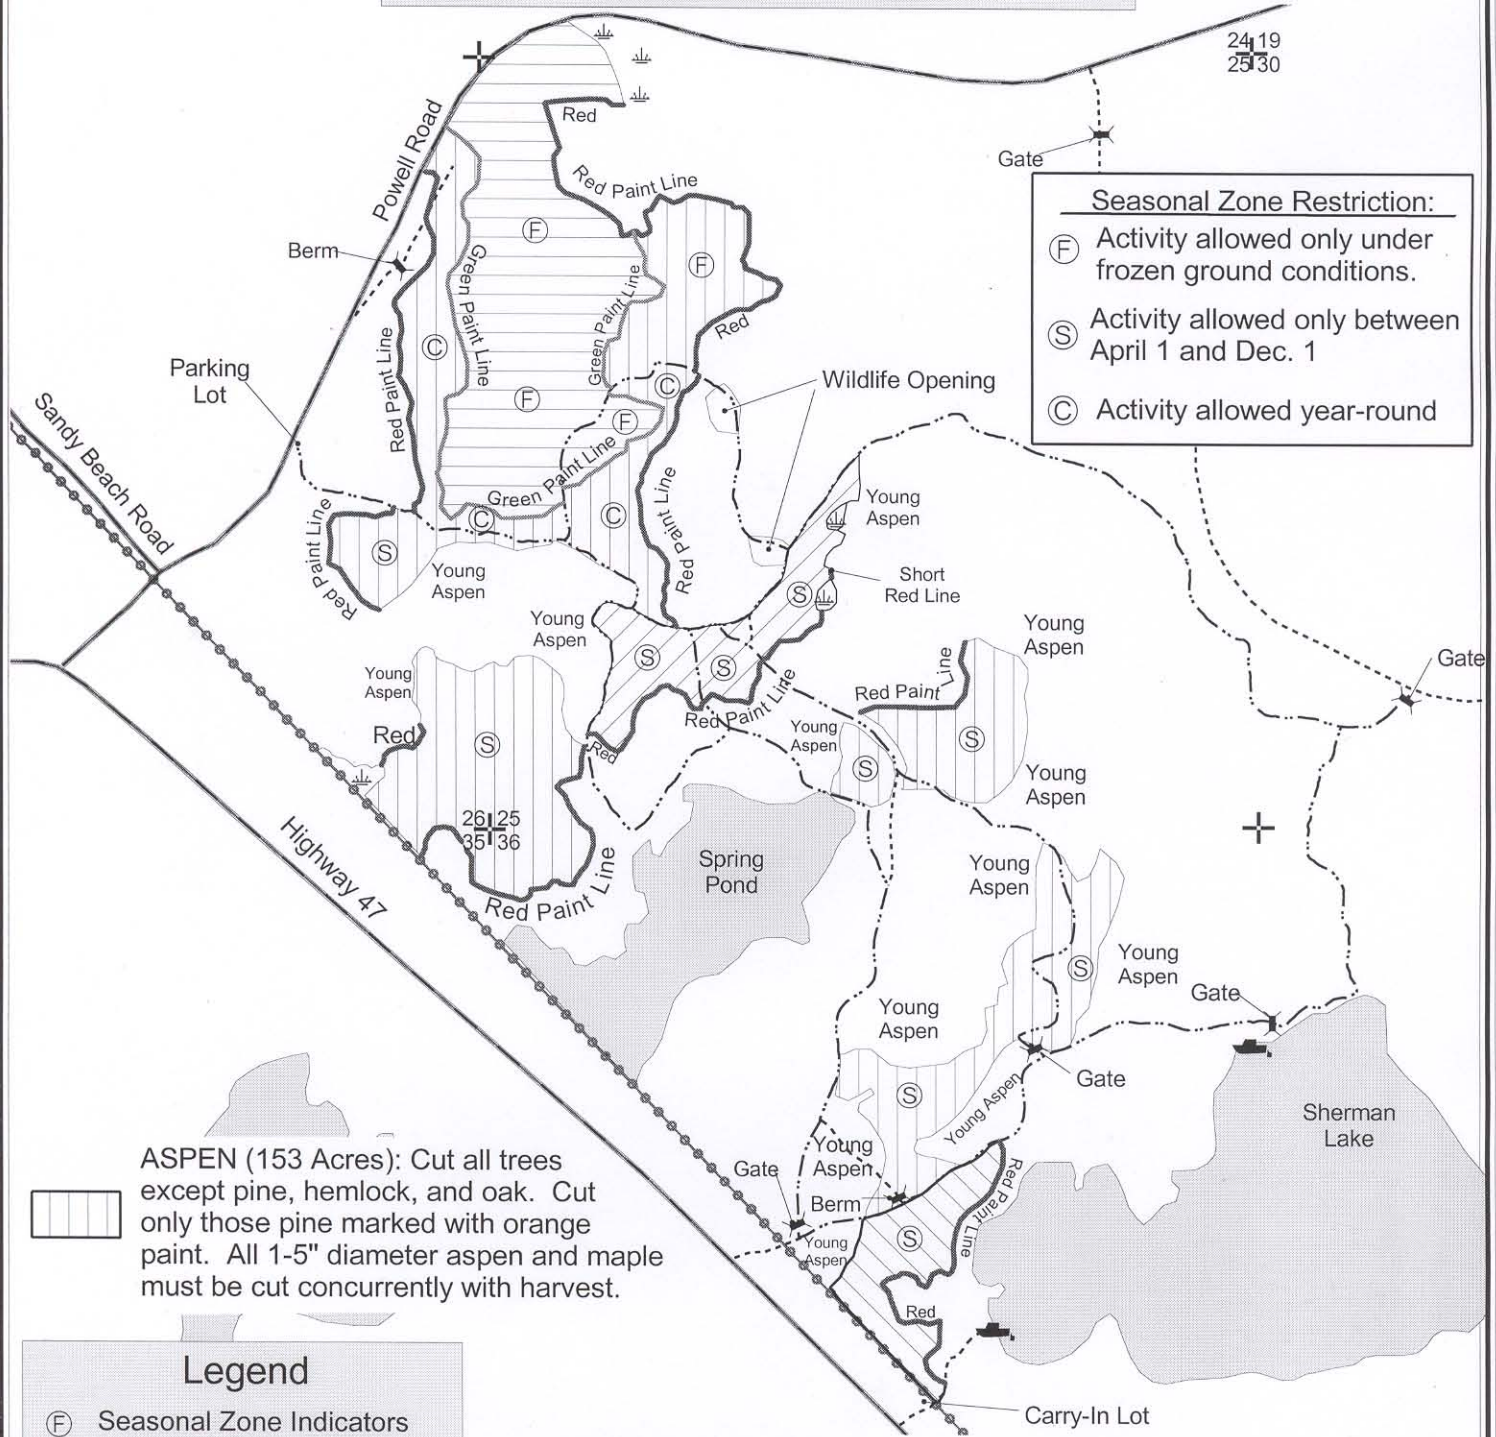 24 19
25 30
Powell Road
Red
Gate
Red Paint Line
Seasonal Zone Restriction:
F Activity allowed only under
frozen ground conditions.
S Activity allowed only between
April 1 and Dec. 1
C Activity allowed year-round
F
F
Berm
Green Paint Line
Green Paint Line
Red
C
Red Paint Line
Parking
Lot
Wildlife Opening
C
F
F
Sandy Beach Road
Green Paint Line
Red Paint Line
Young
Aspen
C
C
Red Paint Line
Red Paint Line
S
Young
Aspen
Red
Short
Red Line
S
Young
Aspen
Young
Aspen
S
S
Young
Aspen
Red Paint Line
Gate
Red Paint Line
Red
S
Red
Young
Aspen
S
S
Young
Aspen
26 25
35 36
Highway 47
Red Paint Line
Spring
Pond
Young
Aspen
Young
Aspen
S
Gate
Young
Aspen
Gate
S
Young Aspen
Sherman
Lake
ASPEN (153 Acres): Cut all trees
except pine, hemlock, and oak. Cut
only those pine marked with orange
paint. All 1-5" diameter aspen and maple
must be cut concurrently with harvest.
Young
Aspen
Gate
Berm
Red Paint Line
S
Young
Aspen
Red
Legend
F Seasonal Zone Indicators
Carry-In Lot